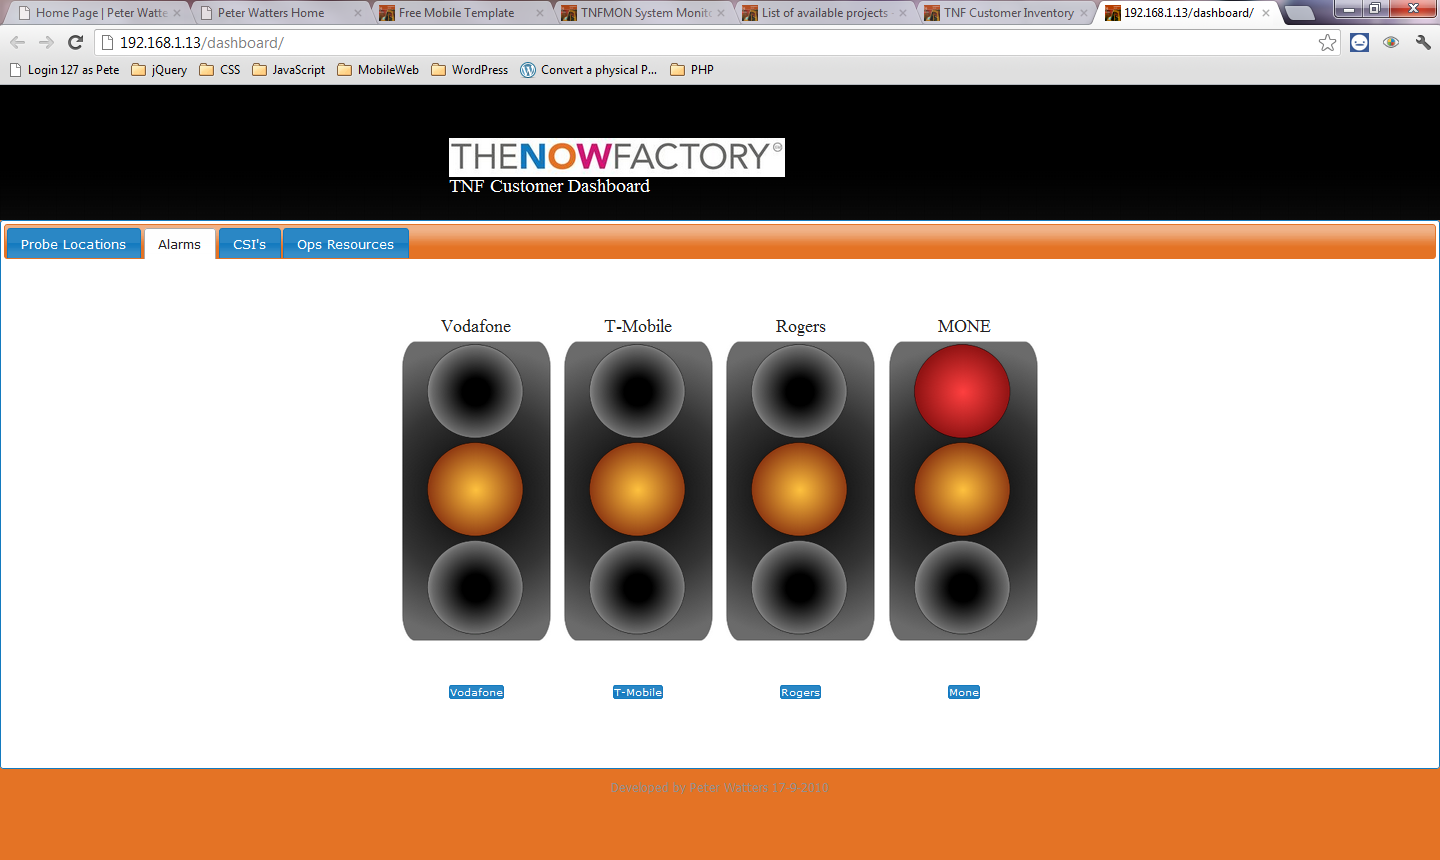 Home Page | Peter Watte
Peter Watters Home
Free Mobile Template
TNFMON System Monito
List of available projects -
TNF Customer Inventory
192.168.1.13/dashboard/
192.168.1.13/dashboard/
Login 127 as Pete
jQuery
CSS
JavaScript
MobileWeb
WordPress
Convert a physical P...
PHP
THENOWFACTORY
TNF Customer Dashboard
Probe Locations
Alarms
CSI's
Ops Resources
Vodafone
T-Mobile
Rogers
MONE
Vodafone
T-Mobile
Rogers
Mone
Developed by Peter Watters 17-9-2010